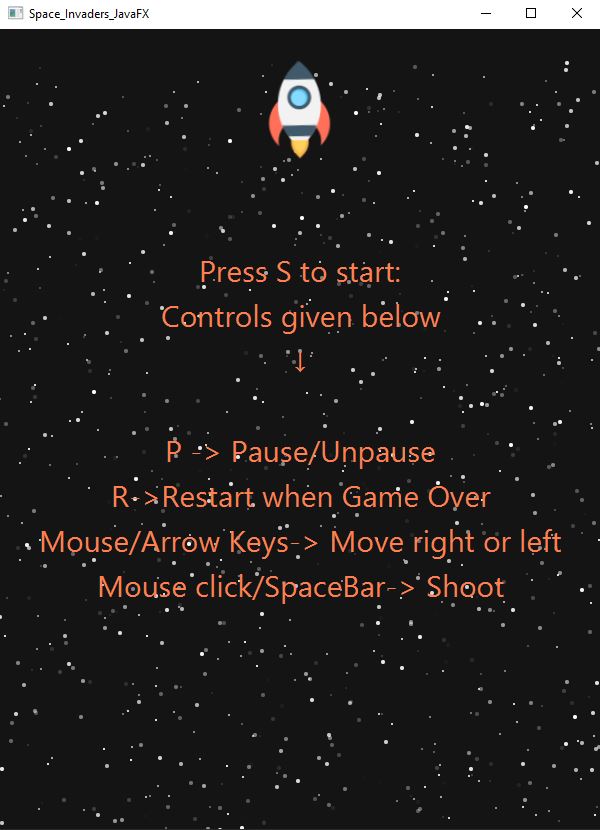 Space_Invaders_JavaFX
Press S to start:
Controls given below
↓
P -> Pause/Unpause
R->Restart when Game Over
Mouse/Arrow Keys-> Move right or left
Mouse click/SpaceBar-> Shoot